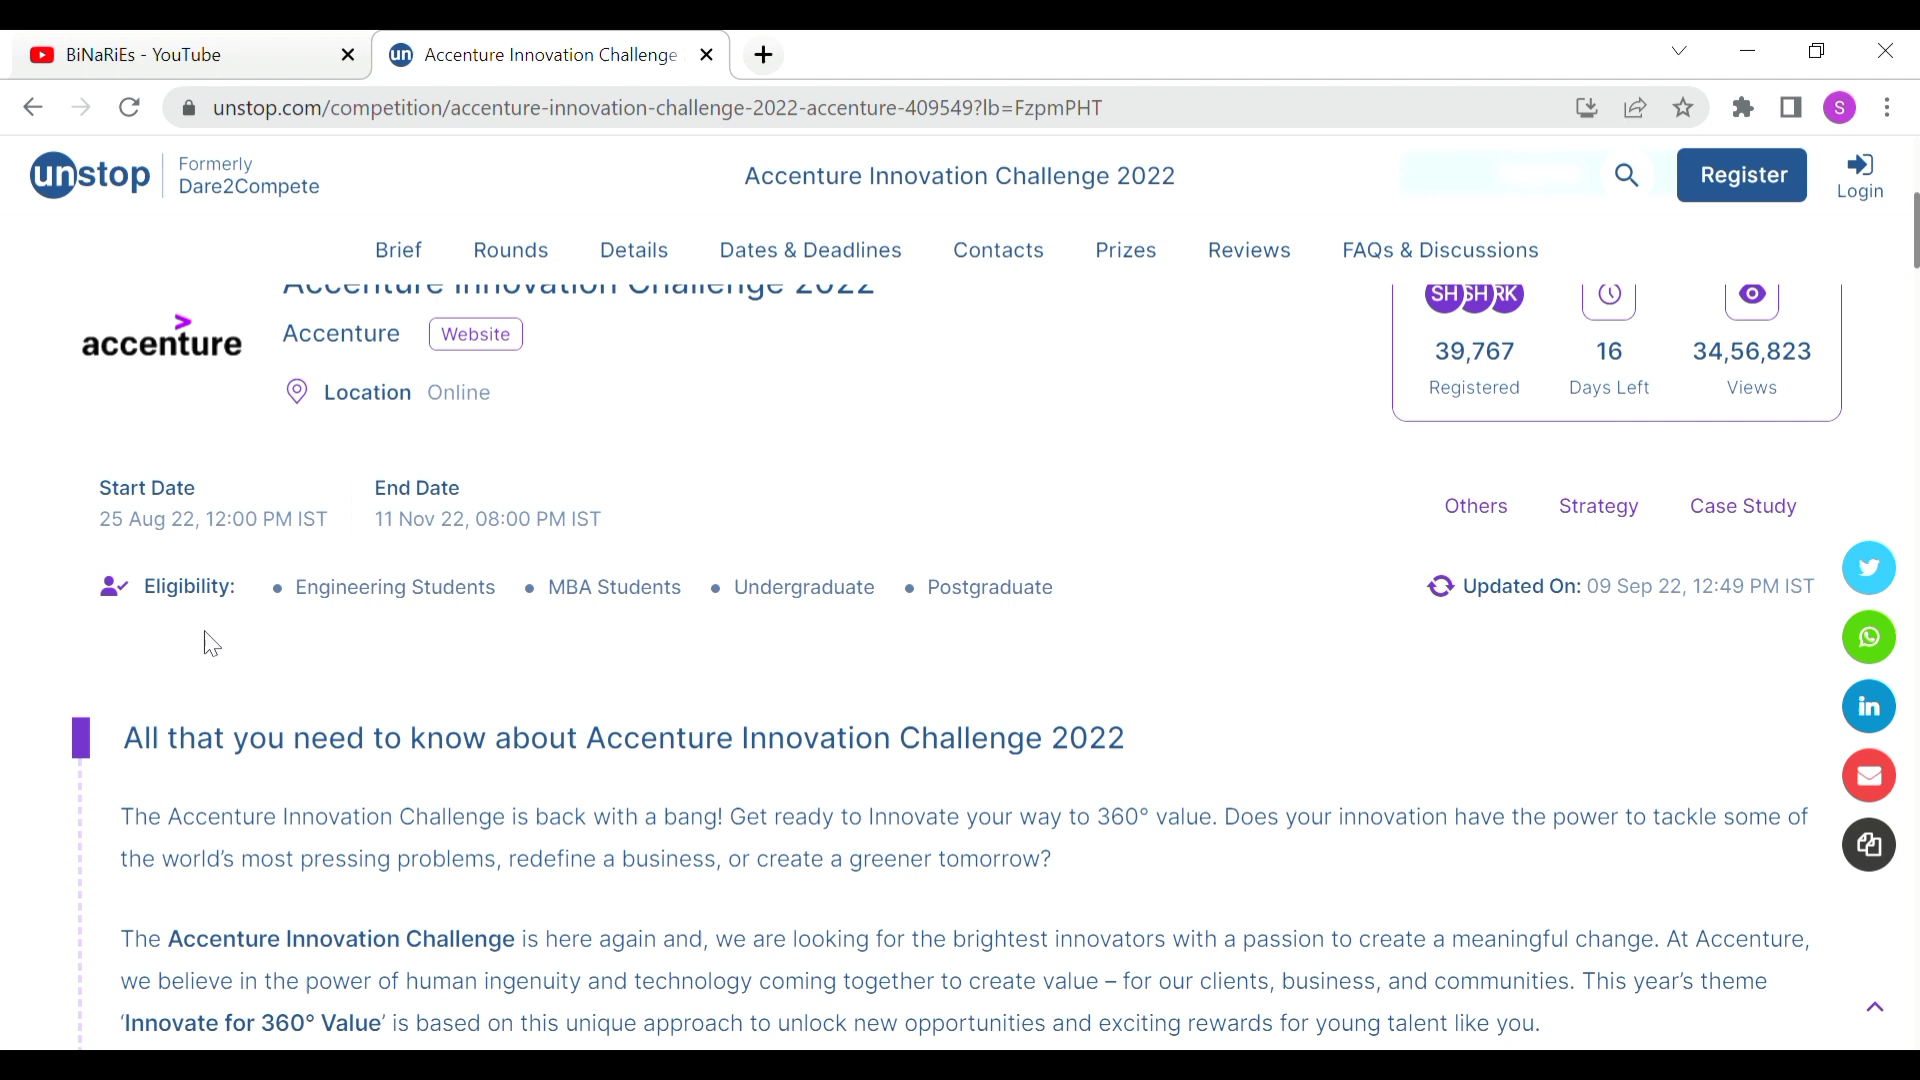 BiNaRiEs - YouTube
Accenture Innovation Challenge
unstop.com/competition/accenture-innovation-challenge-2022-accenture-409549?lb=FzpmPHT
S
unstop
Formerly
Dare2Compete
Accenture Innovation Challenge 2022
Register
Login
Brief Rounds Details Dates & Deadlines Contacts Prizes Reviews FAQs & Discussions
Accenture Innovation Challenge 2022
SH SH RK
accenture
Accenture Website
39,767 16 34,56,823
Registered Days Left Views
Location Online
Start Date End Date
25 Aug 22, 12:00 PM IST 11 Nov 22, 08:00 PM IST
Others Strategy Case Study
Eligibility: • Engineering Students • MBA Students • Undergraduate • Postgraduate
Updated On: 09 Sep 22, 12:49 PM IST
in
All that you need to know about Accenture Innovation Challenge 2022
The Accenture Innovation Challenge is back with a bang! Get ready to Innovate your way to 360° value. Does your innovation have the power to tackle some of
the world's most pressing problems, redefine a business, or create a greener tomorrow?
The Accenture Innovation Challenge is here again and, we are looking for the brightest innovators with a passion to create a meaningful change. At Accenture,
we believe in the power of human ingenuity and technology coming together to create value – for our clients, business, and communities. This year's theme
'Innovate for 360° Value' is based on this unique approach to unlock new opportunities and exciting rewards for young talent like you.